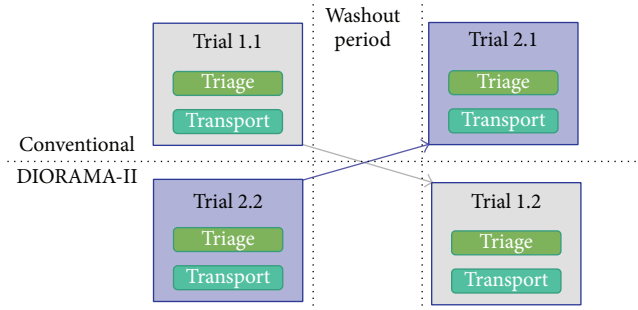 Washout
period
Trial 1.1
Triage
Transport
Trial 2.1
Triage
Transport
Conventional
DIORAMA-II
Trial 2.2
Triage
Transport
Trial 1.2
Triage
Transport